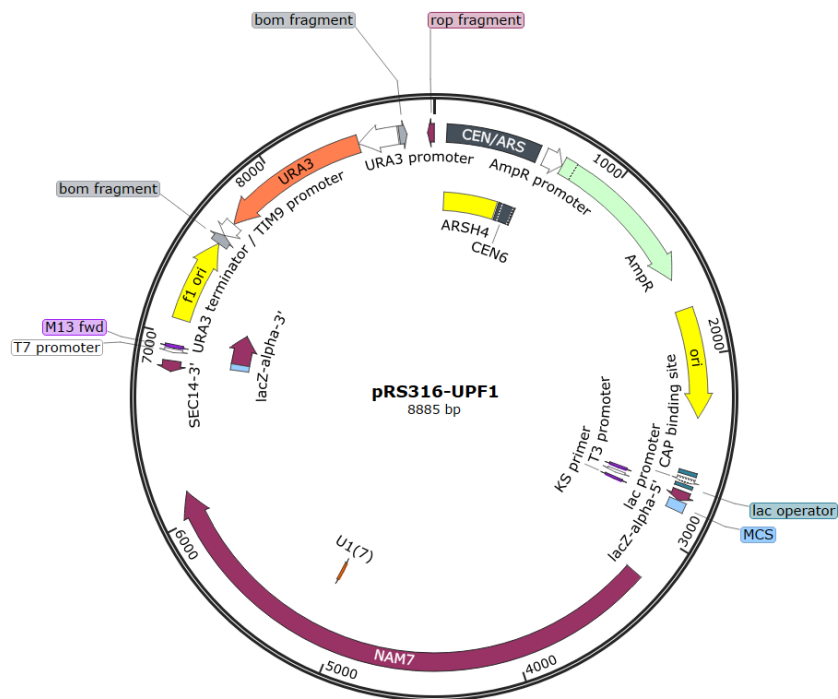 bom fragment
rop fragment
CEN/ARS
URA3 promoter
AmpR promoter
1000
8000
URA3
bom fragment
ARSH4
CEN6
AmpR
URA3 terminator / TIM9 promoter
f1 ori
2000
ori
M13 fwd
7000
T7 promoter
lacZ-alpha-3'
SEC14-3'
pRS316-UPF1
8885 bp
CAP binding site
T3 promoter
KS primer
lac promoter
lac operator
lacZ-alpha-5'
MCS
3000
6000
U1(7)
NAM7
5000
4000